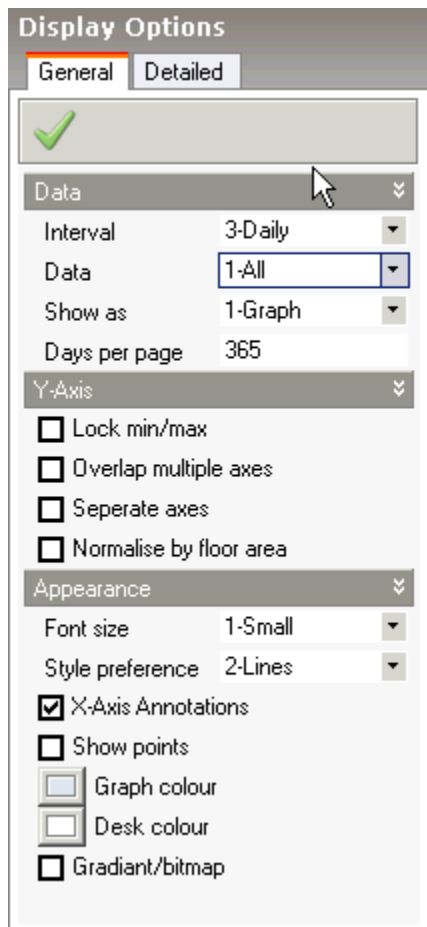 Display Options
General Detailed
Data
Interval 3-Daily
Data 1-All
Show as 1-Graph
Days per page 365
Y-Axis
Lock min/max
Overlap multiple axes
Seperate axes
Normalise by floor area
Appearance
Font size 1-Small
Style preference 2-Lines
X-Axis Annotations
Show points
Graph colour
Desk colour
Gradiant/bitmap